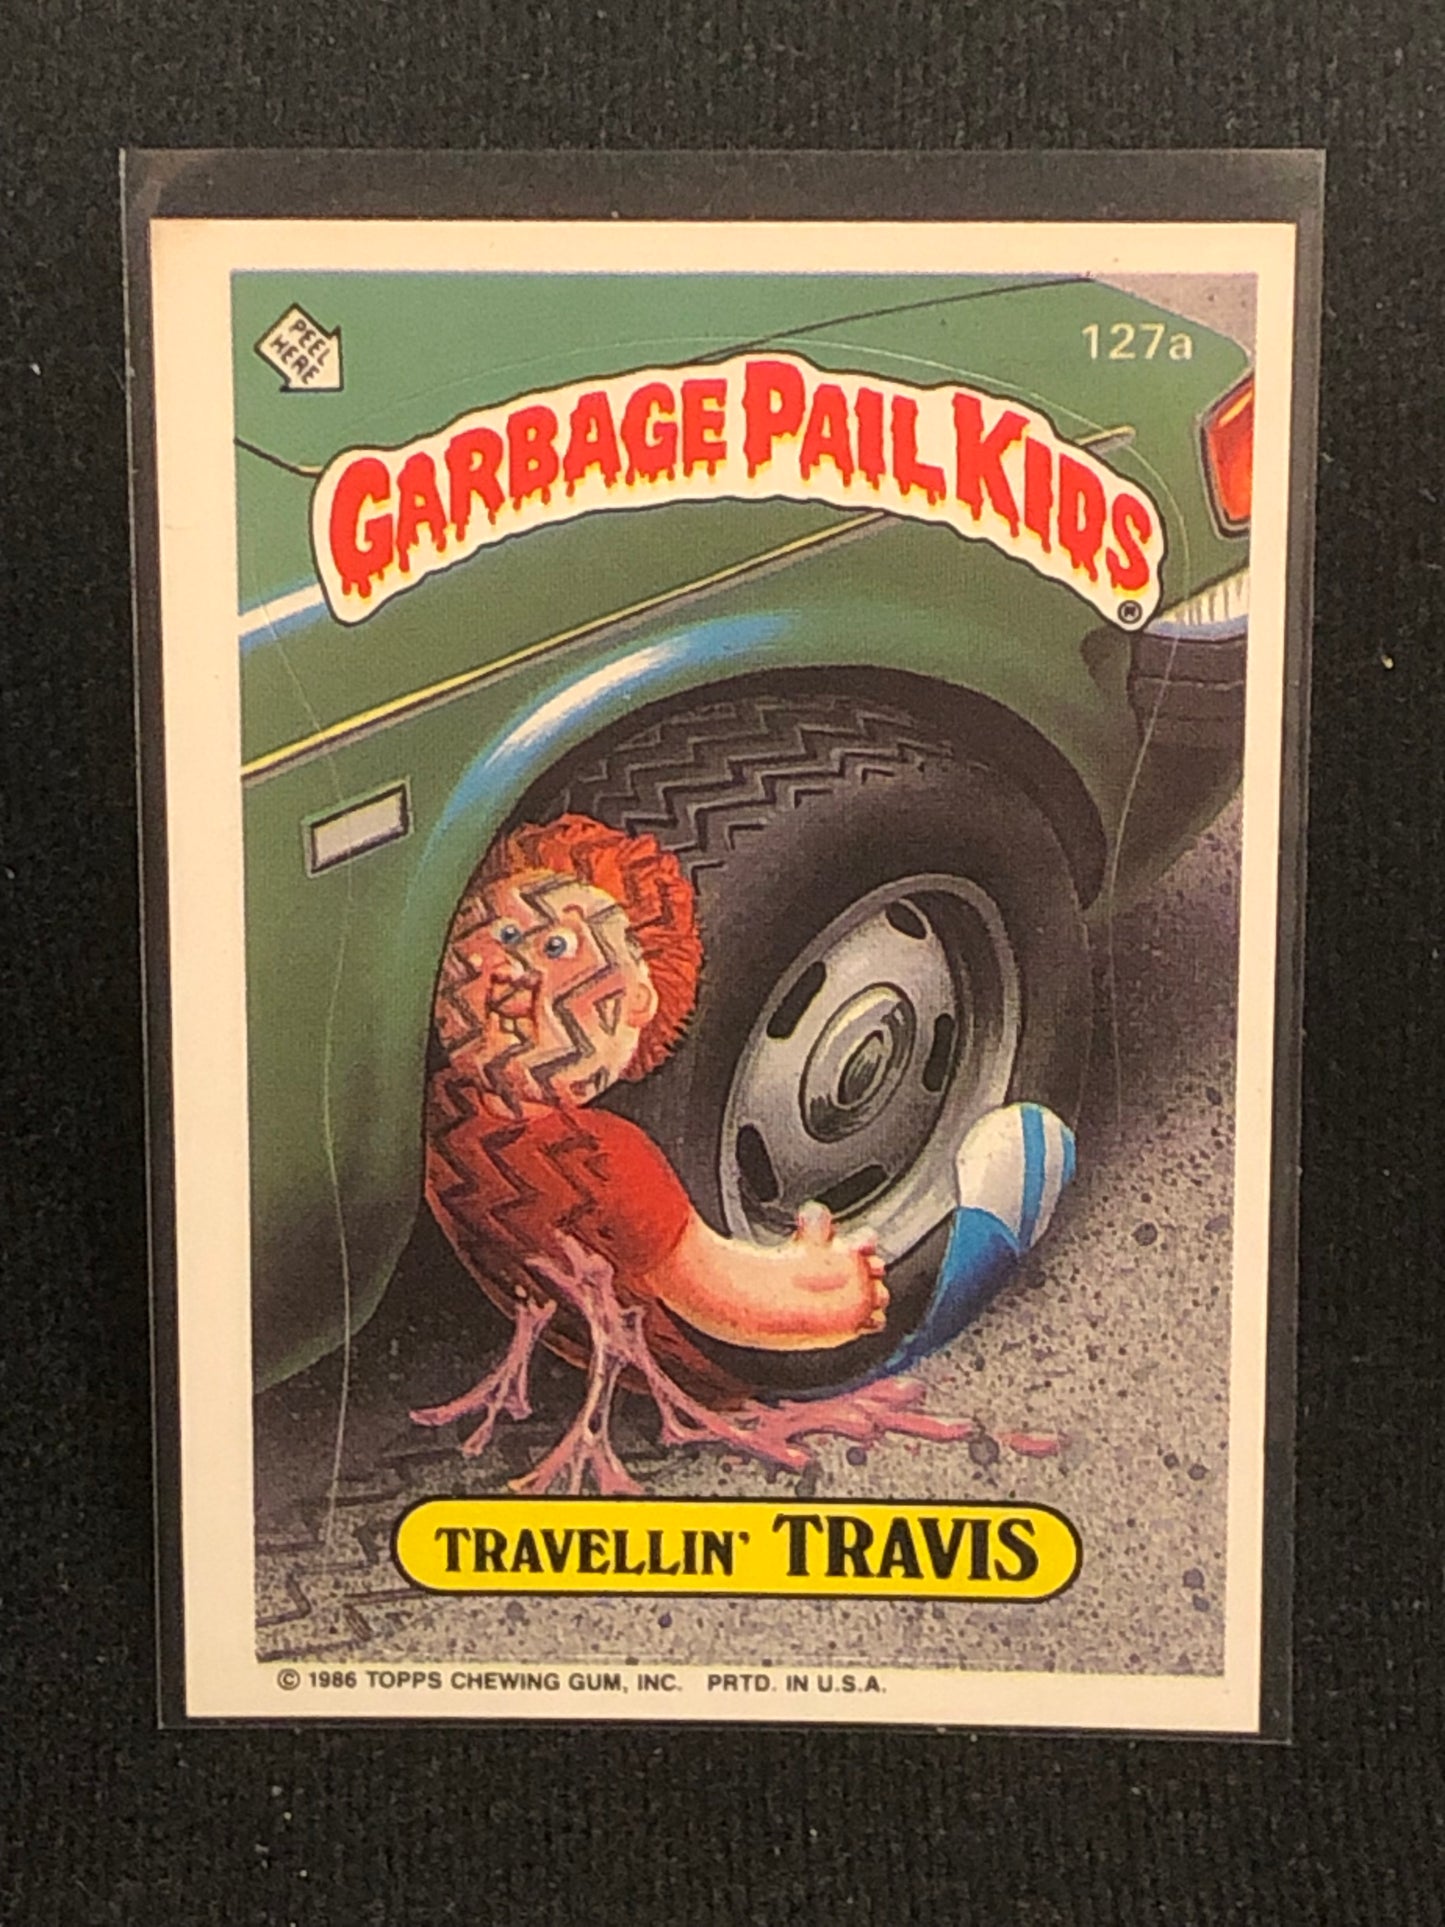 PEEL
HERE
127a
GARBAGE PAIL KIDS
®
TRAVELLIN' TRAVIS
© 1986 TOPPS CHEWING GUM, INC. PRTD. IN U.S.A.